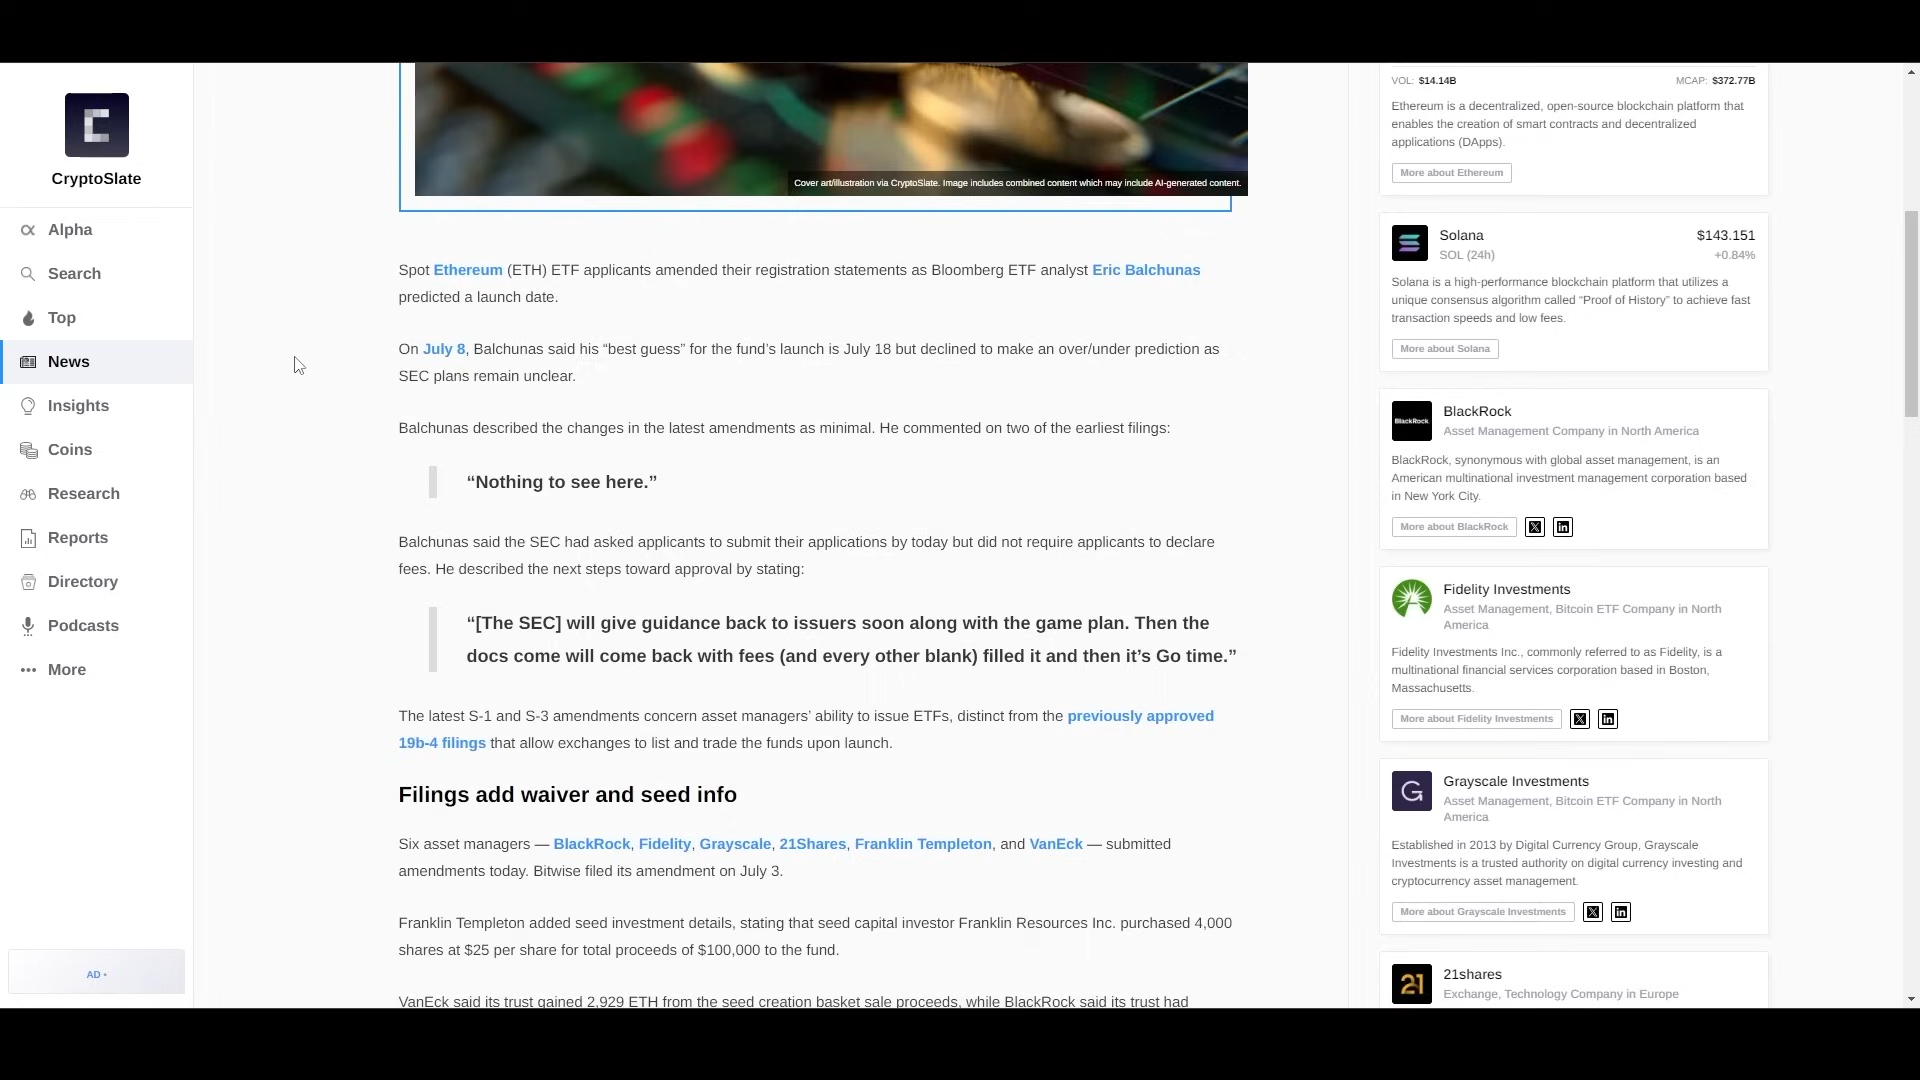 CryptoSlate
Alpha
Search
Top
News
Insights
Coins
Research
Reports
Directory
Podcasts
More
AD •
Cover art/illustration via CryptoSlate. Image includes combined content which may include AI-generated content.
Spot Ethereum (ETH) ETF applicants amended their registration statements as Bloomberg ETF analyst Eric Balchunas
predicted a launch date.
On July 8, Balchunas said his “best guess” for the fund’s launch is July 18 but declined to make an over/under prediction as
SEC plans remain unclear.
Balchunas described the changes in the latest amendments as minimal. He commented on two of the earliest filings:
“Nothing to see here.”
Balchunas said the SEC had asked applicants to submit their applications by today but did not require applicants to declare
fees. He described the next steps toward approval by stating:
“[The SEC] will give guidance back to issuers soon along with the game plan. Then the
docs come will come back with fees (and every other blank) filled it and then it’s Go time.”
The latest S-1 and S-3 amendments concern asset managers’ ability to issue ETFs, distinct from the previously approved
19b-4 filings that allow exchanges to list and trade the funds upon launch.
Filings add waiver and seed info
Six asset managers — BlackRock, Fidelity, Grayscale, 21Shares, Franklin Templeton, and VanEck — submitted
amendments today. Bitwise filed its amendment on July 3.
Franklin Templeton added seed investment details, stating that seed capital investor Franklin Resources Inc. purchased 4,000
shares at $25 per share for total proceeds of $100,000 to the fund.
VanEck said its trust gained 2,929 ETH from the seed creation basket sale proceeds, while BlackRock said its trust had
VOL: $14.14B MCAP: $372.77B
Ethereum is a decentralized, open-source blockchain platform that
enables the creation of smart contracts and decentralized
applications (DApps).
More about Ethereum
Solana $143.151
SOL (24h) +0.84%
Solana is a high-performance blockchain platform that utilizes a
unique consensus algorithm called “Proof of History” to achieve fast
transaction speeds and low fees.
More about Solana
BlackRock
BlackRock
Asset Management Company in North America
BlackRock, synonymous with global asset management, is an
American multinational investment management corporation based
in New York City.
More about BlackRock
Fidelity Investments
Asset Management, Bitcoin ETF Company in North
America
Fidelity Investments Inc., commonly referred to as Fidelity, is a
multinational financial services corporation based in Boston,
Massachusetts.
More about Fidelity Investments
G
Grayscale Investments
Asset Management, Bitcoin ETF Company in North
America
Established in 2013 by Digital Currency Group, Grayscale
Investments is a trusted authority on digital currency investing and
cryptocurrency asset management.
More about Grayscale Investments
21
21shares
Exchange, Technology Company in Europe